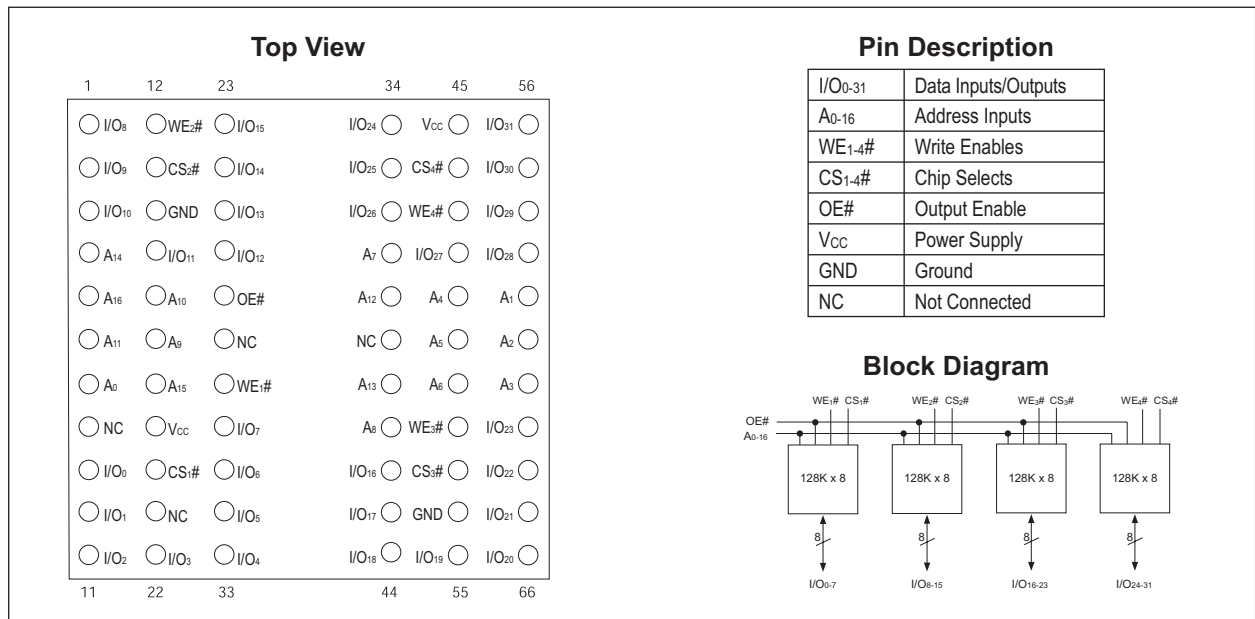 Top View
1 12 23 34 45 56
I/O8 WE2# I/O15 I/O24 VCC I/O31
I/O9 CS2# I/O14 I/O25 CS4# I/O30
I/O10 GND I/O13 I/O26 WE4# I/O29
A14 I/O11 I/O12 A7 I/O27 I/O28
A16 A10 OE# A12 A4 A1
A11 A9 NC NC A5 A2
A0 A15 WE1# A13 A6 A3
NC VCC I/O7 A8 WE3# I/O23
I/O0 CS1# I/O6 I/O16 CS3# I/O22
I/O1 NC I/O5 I/O17 GND I/O21
I/O2 I/O3 I/O4 I/O18 I/O19 I/O20
11 22 33 44 55 66
Pin Description
I/O0-31 Data Inputs/Outputs
A0-16 Address Inputs
WE1-4# Write Enables
CS1-4# Chip Selects
OE# Output Enable
VCC Power Supply
GND Ground
NC Not Connected
Block Diagram
WE1# CS1# WE2# CS2# WE3# CS3# WE4# CS4#
OE#
A0-16
128K x 8 128K x 8 128K x 8 128K x 8
8 8 8 8
I/O0-7 I/O8-15 I/O16-23 I/O24-31